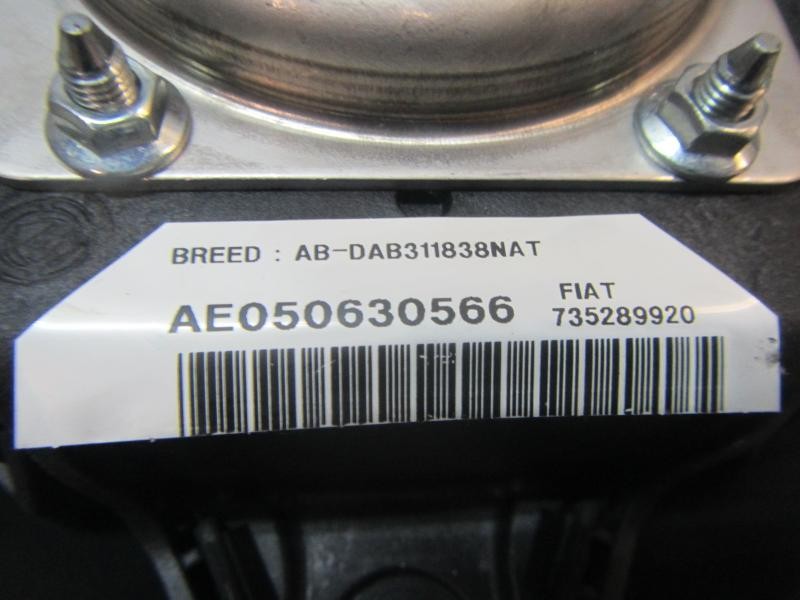 BREED : AB-DAB311838NAT
FIAT
AE050630566 735289920